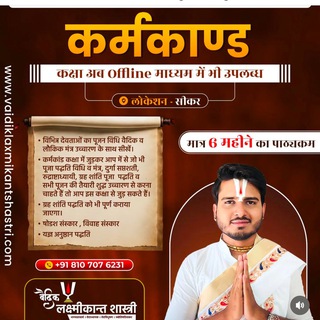 कर्मकाण्ड
कक्षा अब Offline माध्यम में भी उपलब्ध
लोकेशन - सीकर
www.vaidiklaxmikantshastri.com
• विभिन्न देवताओं का पूजन विधि वैदिक व
लौकिक मंत्र उच्चारण के साथ सीखें।
• कर्मकांड कक्षा में जुड़कर आप में से जो भी
पूजा पद्धति विधि व मंत्र, दुर्गा सप्तशती,
रुद्राष्टाध्यायी, ग्रह शांति पूजा पद्धति व
सभी पूजन की तैयारी शुद्ध उच्चारण से करना
चाहते हैं तो आप इस कक्षा से जुड़ सकते हैं।
• ग्रह शांति पद्धति को भी पूर्ण कराया
जाएगा।
• षोडश संस्कार , विवाह संस्कार
• यज्ञ अनुष्ठान पद्धति
मात्र 6 महीने का पाठ्यक्रम
+91 810 707 6231
वैदिक
लक्ष्मीकान्त शास्त्री